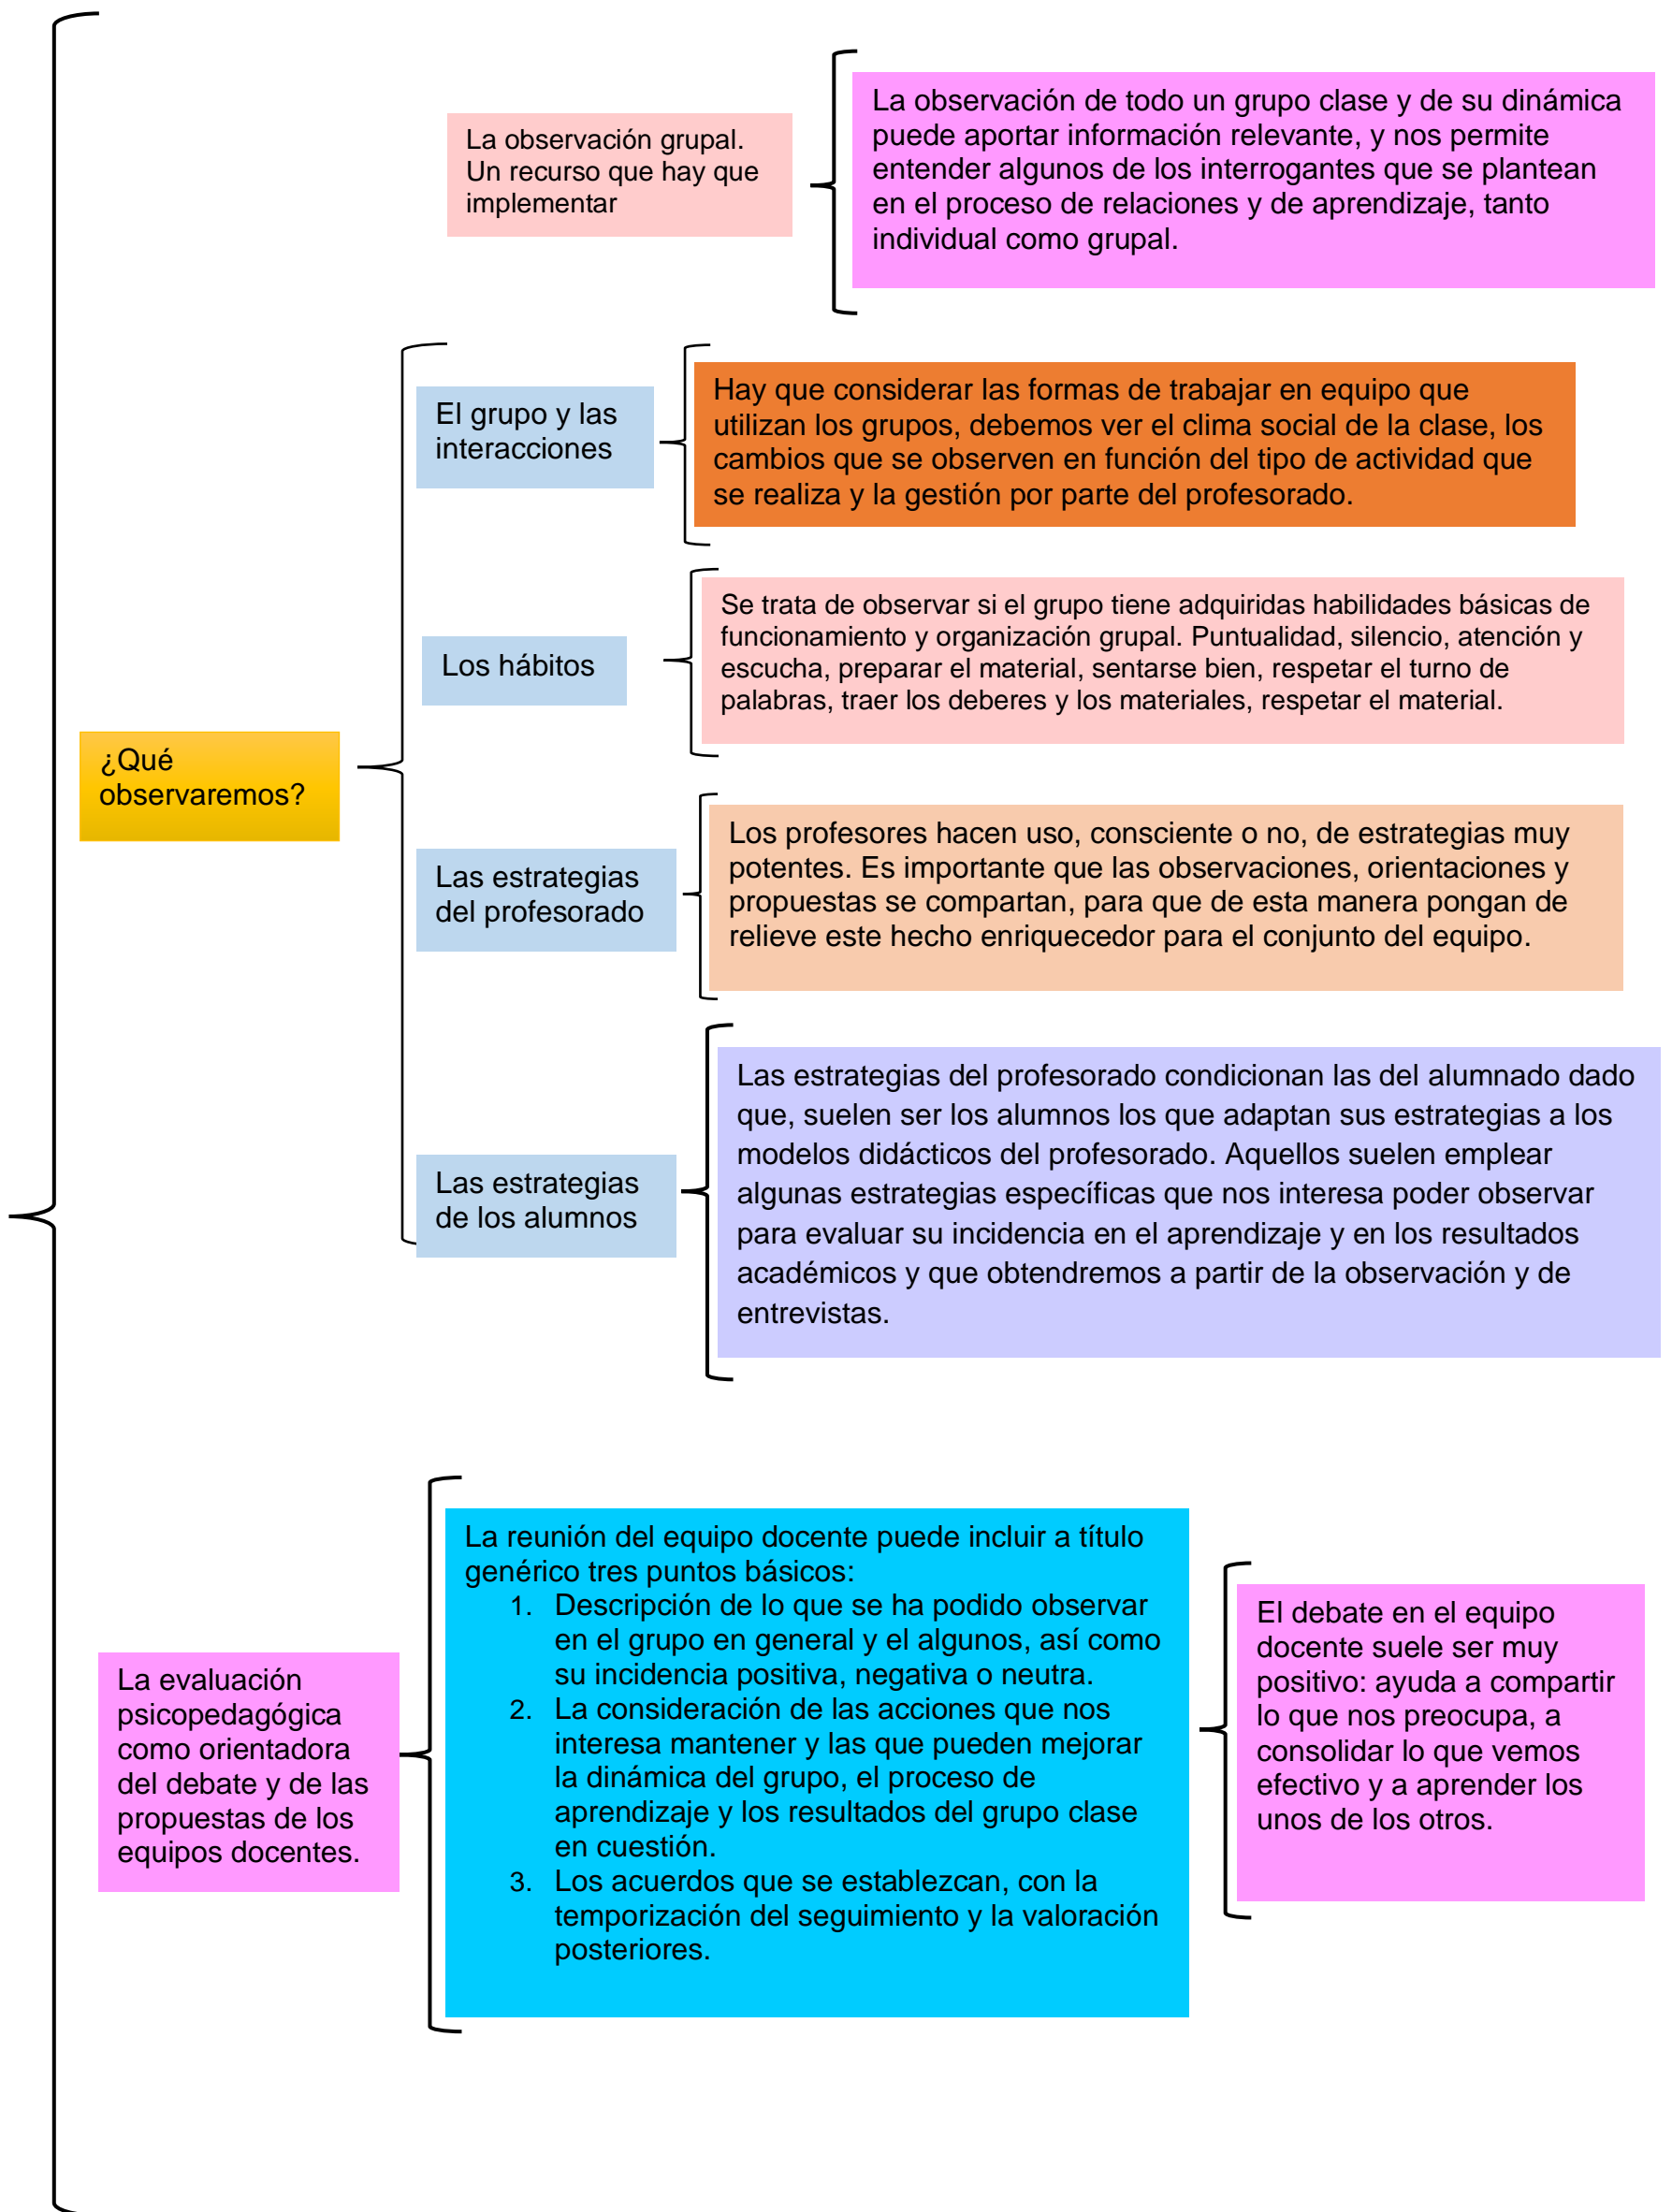 La observación grupal.
Un recurso que hay que
implementar
La observación de todo un grupo clase y de su dinámica
puede aportar información relevante, y nos permite
entender algunos de los interrogantes que se plantean
en el proceso de relaciones y de aprendizaje, tanto
individual como grupal.
¿Qué
observaremos?
El grupo y las
interacciones
Hay que considerar las formas de trabajar en equipo que
utilizan los grupos, debemos ver el clima social de la clase, los
cambios que se observen en función del tipo de actividad que
se realiza y la gestión por parte del profesorado.
Los hábitos
Se trata de observar si el grupo tiene adquiridas habilidades básicas de
funcionamiento y organización grupal. Puntualidad, silencio, atención y
escucha, preparar el material, sentarse bien, respetar el turno de
palabras, traer los deberes y los materiales, respetar el material.
Las estrategias
del profesorado
Los profesores hacen uso, consciente o no, de estrategias muy
potentes. Es importante que las observaciones, orientaciones y
propuestas se compartan, para que de esta manera pongan de
relieve este hecho enriquecedor para el conjunto del equipo.
Las estrategias
de los alumnos
Las estrategias del profesorado condicionan las del alumnado dado
que, suelen ser los alumnos los que adaptan sus estrategias a los
modelos didácticos del profesorado. Aquellos suelen emplear
algunas estrategias específicas que nos interesa poder observar
para evaluar su incidencia en el aprendizaje y en los resultados
académicos y que obtendremos a partir de la observación y de
entrevistas.
La evaluación
psicopedagógica
como orientadora
del debate y de las
propuestas de los
equipos docentes.
La reunión del equipo docente puede incluir a título
genérico tres puntos básicos:
1. Descripción de lo que se ha podido observar
en el grupo en general y el algunos, así como
su incidencia positiva, negativa o neutra.
2. La consideración de las acciones que nos
interesa mantener y las que pueden mejorar
la dinámica del grupo, el proceso de
aprendizaje y los resultados del grupo clase
en cuestión.
3. Los acuerdos que se establezcan, con la
temporización del seguimiento y la valoración
posteriores.
El debate en el equipo
docente suele ser muy
positivo: ayuda a compartir
lo que nos preocupa, a
consolidar lo que vemos
efectivo y a aprender los
unos de los otros.